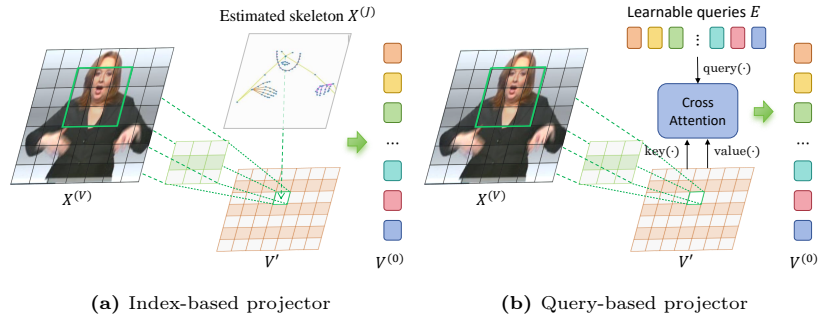 Estimated skeleton X^(J)
X^(V)
V′
...
V^(0)
(a) Index-based projector
Learnable queries E
...
query(·)
Cross
Attention
key(·)
value(·)
X^(V)
V′
...
V^(0)
(b) Query-based projector